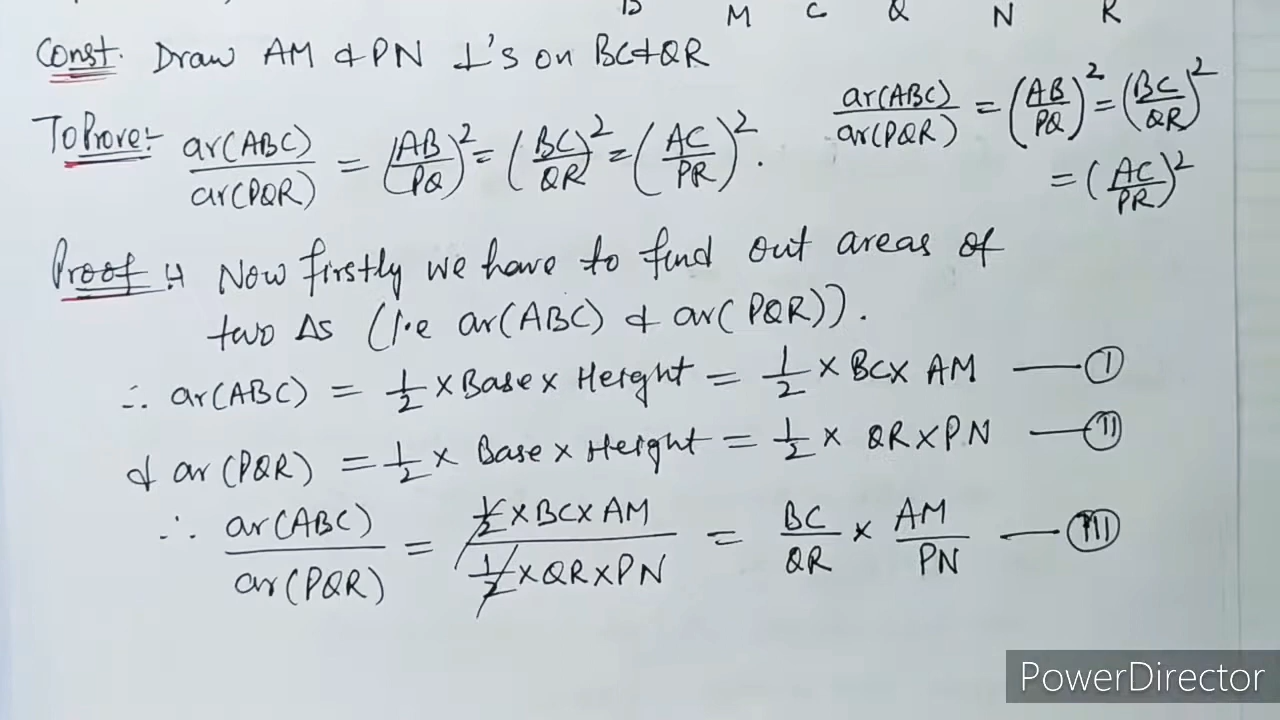 B M C Q N R
Const. Draw AM & PN ⊥'s on BC & QR
To Prove:- ar(ABC)/ar(PQR) = (AB/PQ)² = (BC/QR)² = (AC/PR)².
ar(ABC)/ar(PQR) = (AB/PQ)² = (BC/QR)²
= (AC/PR)²
Proof :- Now firstly we have to find out areas of
two Δs (i.e ar(ABC) & ar(PQR)).
∴ ar(ABC) = 1/2 × Base × Height = 1/2 × BC × AM — (I)
& ar(PQR) = 1/2 × Base × Height = 1/2 × QR × PN — (II)
∴ ar(ABC)/ar(PQR) = (1/2 × BC × AM)/(1/2 × QR × PN) = BC/QR × AM/PN — (III)
PowerDirector